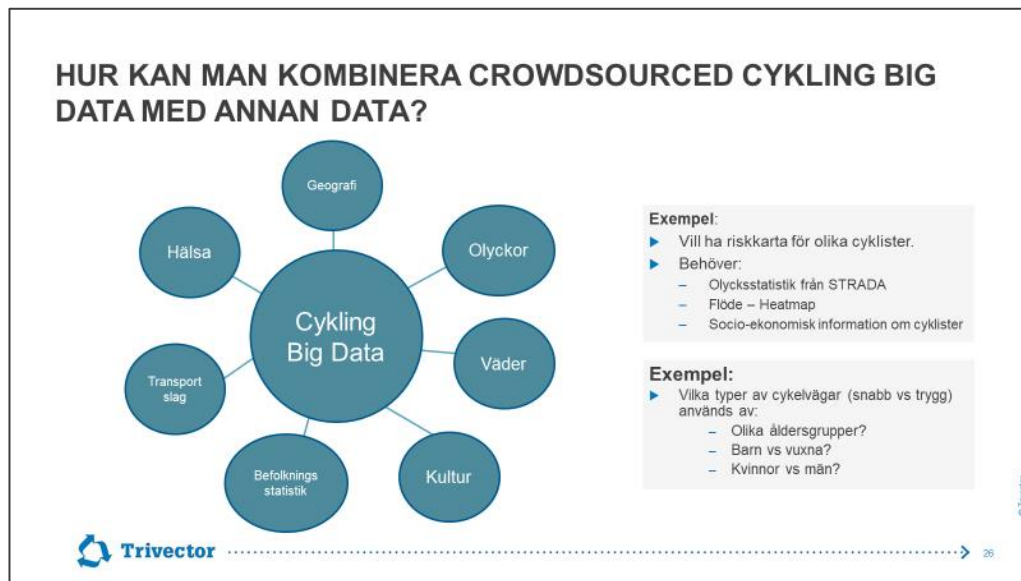 HUR KAN MAN KOMBINERA CROWDSOURCED CYKLING BIG
DATA MED ANNAN DATA?
Geografi
Hälsa
Olyckor
Cykling
Big Data
Väder
Transport
slag
Befolknings
statistik
Kultur
Exempel:
Vill ha riskkarta för olika cyklister.
Behöver:
– Olycksstatistik från STRADA
– Flöde – Heatmap
– Socio-ekonomisk information om cyklister
Exempel:
Vilka typer av cykelvägar (snabb vs trygg)
används av:
– Olika åldersgrupper?
– Barn vs vuxna?
– Kvinnor vs män?
Trivector
26